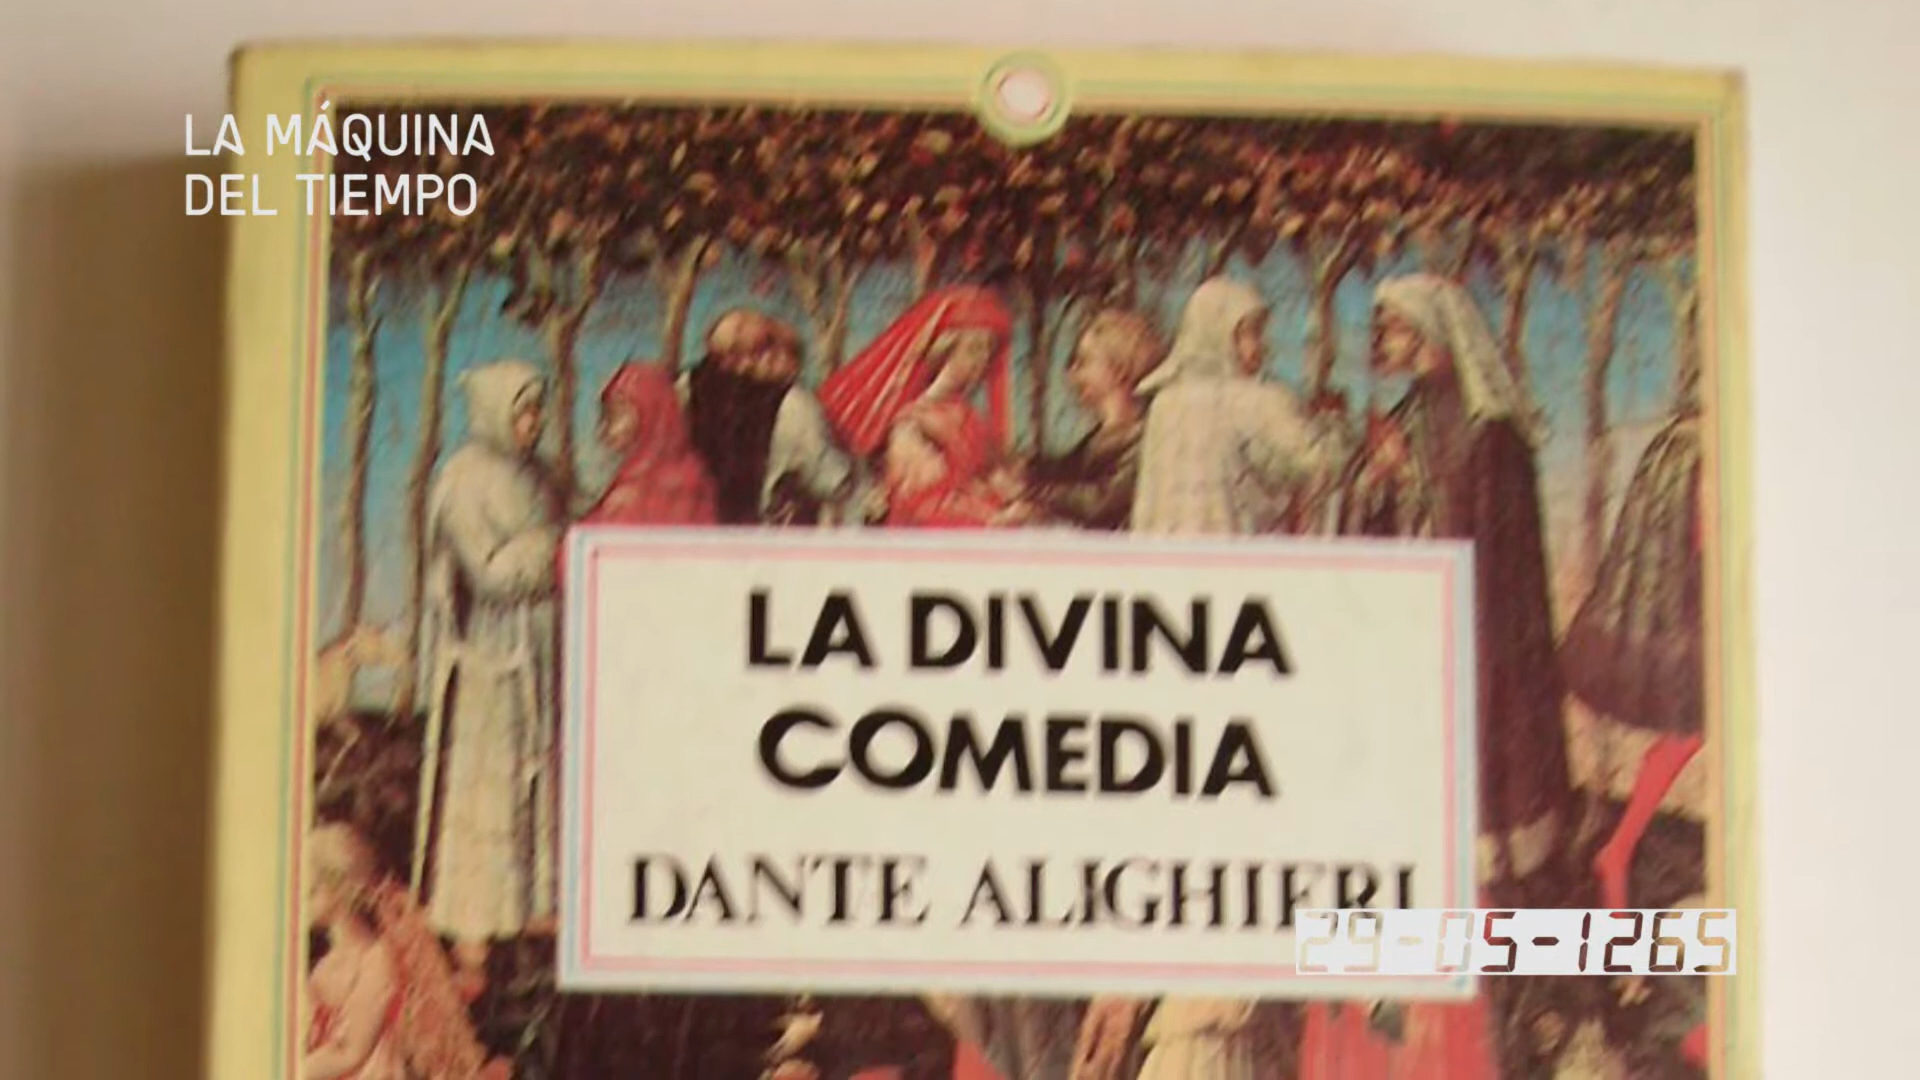 LA MÁQUINA
DEL TIEMPO
LA DIVINA
COMEDIA
DANTE ALIGHIERI
29-05-1265